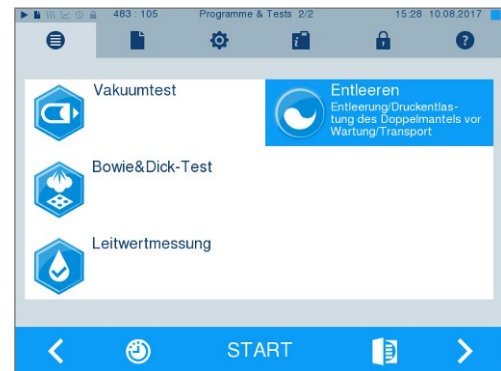 483 : 105 Programme & Tests 2/2 15:28 10.08.2017
Vakuumtest
Entleeren
Entleerung/Druckentlas-
tung des Doppelmantels vor
Wartung/Transport
Bowie&Dick-Test
Leitwertmessung
START